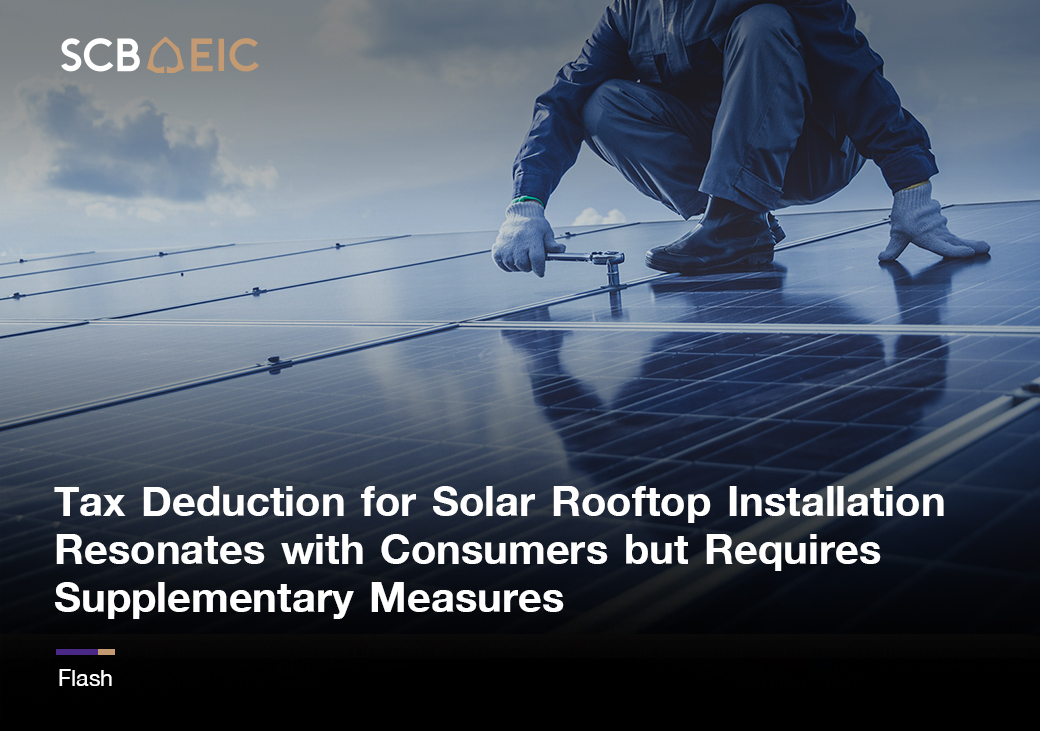 SCB EIC
Tax Deduction for Solar Rooftop Installation
Resonates with Consumers but Requires
Supplementary Measures
Flash